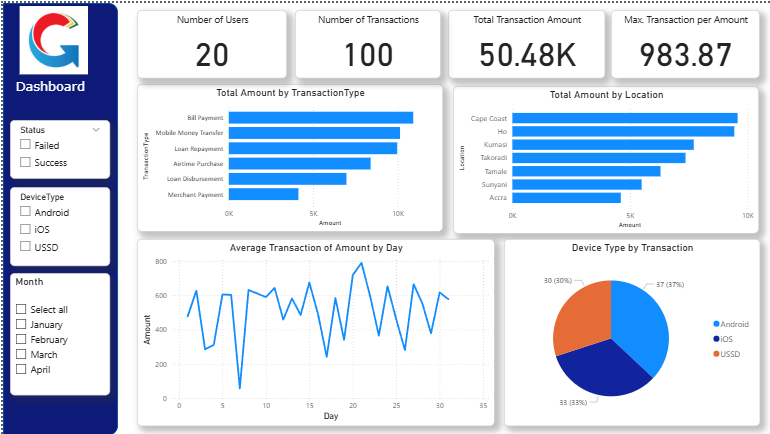 Dashboard
Status
Failed
Success
DeviceType
Android
iOS
USSD
Month
Select all
January
February
March
April
Number of Users
20
Number of Transactions
100
Total Transaction Amount
50.48K
Max. Transaction per Amount
983.87
Total Amount by TransactionType
TransactionType
Bill Payment
Mobile Money Transfer
Loan Repayment
Airtime Purchase
Loan Disbursement
Merchant Payment
0K 5K 10K
Amount
Total Amount by Location
Location
Cape Coast
Ho
Kumasi
Takoradi
Tamale
Sunyani
Accra
0K 5K 10K
Amount
Average Transaction of Amount by Day
Amount
800
600
400
200
0
0 5 10 15 20 25 30 35
Day
Device Type by Transaction
30 (30%)
37 (37%)
33 (33%)
Android
iOS
USSD